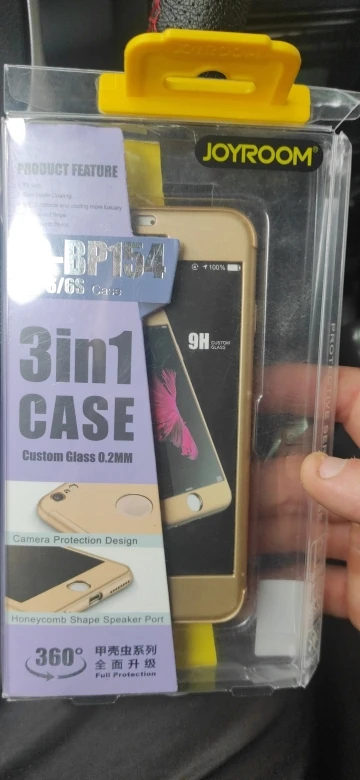 JOYROOM
JOYROOM®
PRODUCT FEATURE
-BP154
6/6S Case
100%
9H CUSTOM
GLASS
3in1
CASE
Custom Glass 0.2MM
Camera Protection Design
Honeycomb Shape Speaker Port
360°
甲壳虫系列
全面升级
Full Protection